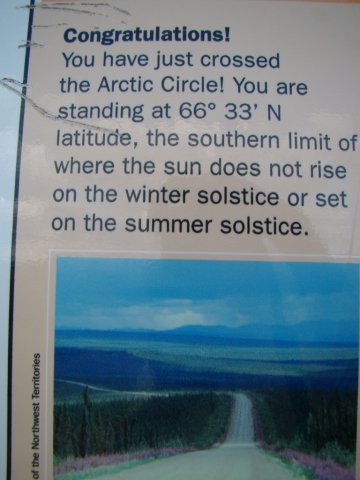 Congratulations!
You have just crossed
the Arctic Circle! You are
standing at 66° 33’ N
latitude, the southern limit of
where the sun does not rise
on the winter solstice or set
on the summer solstice.
of the Northwest Territories